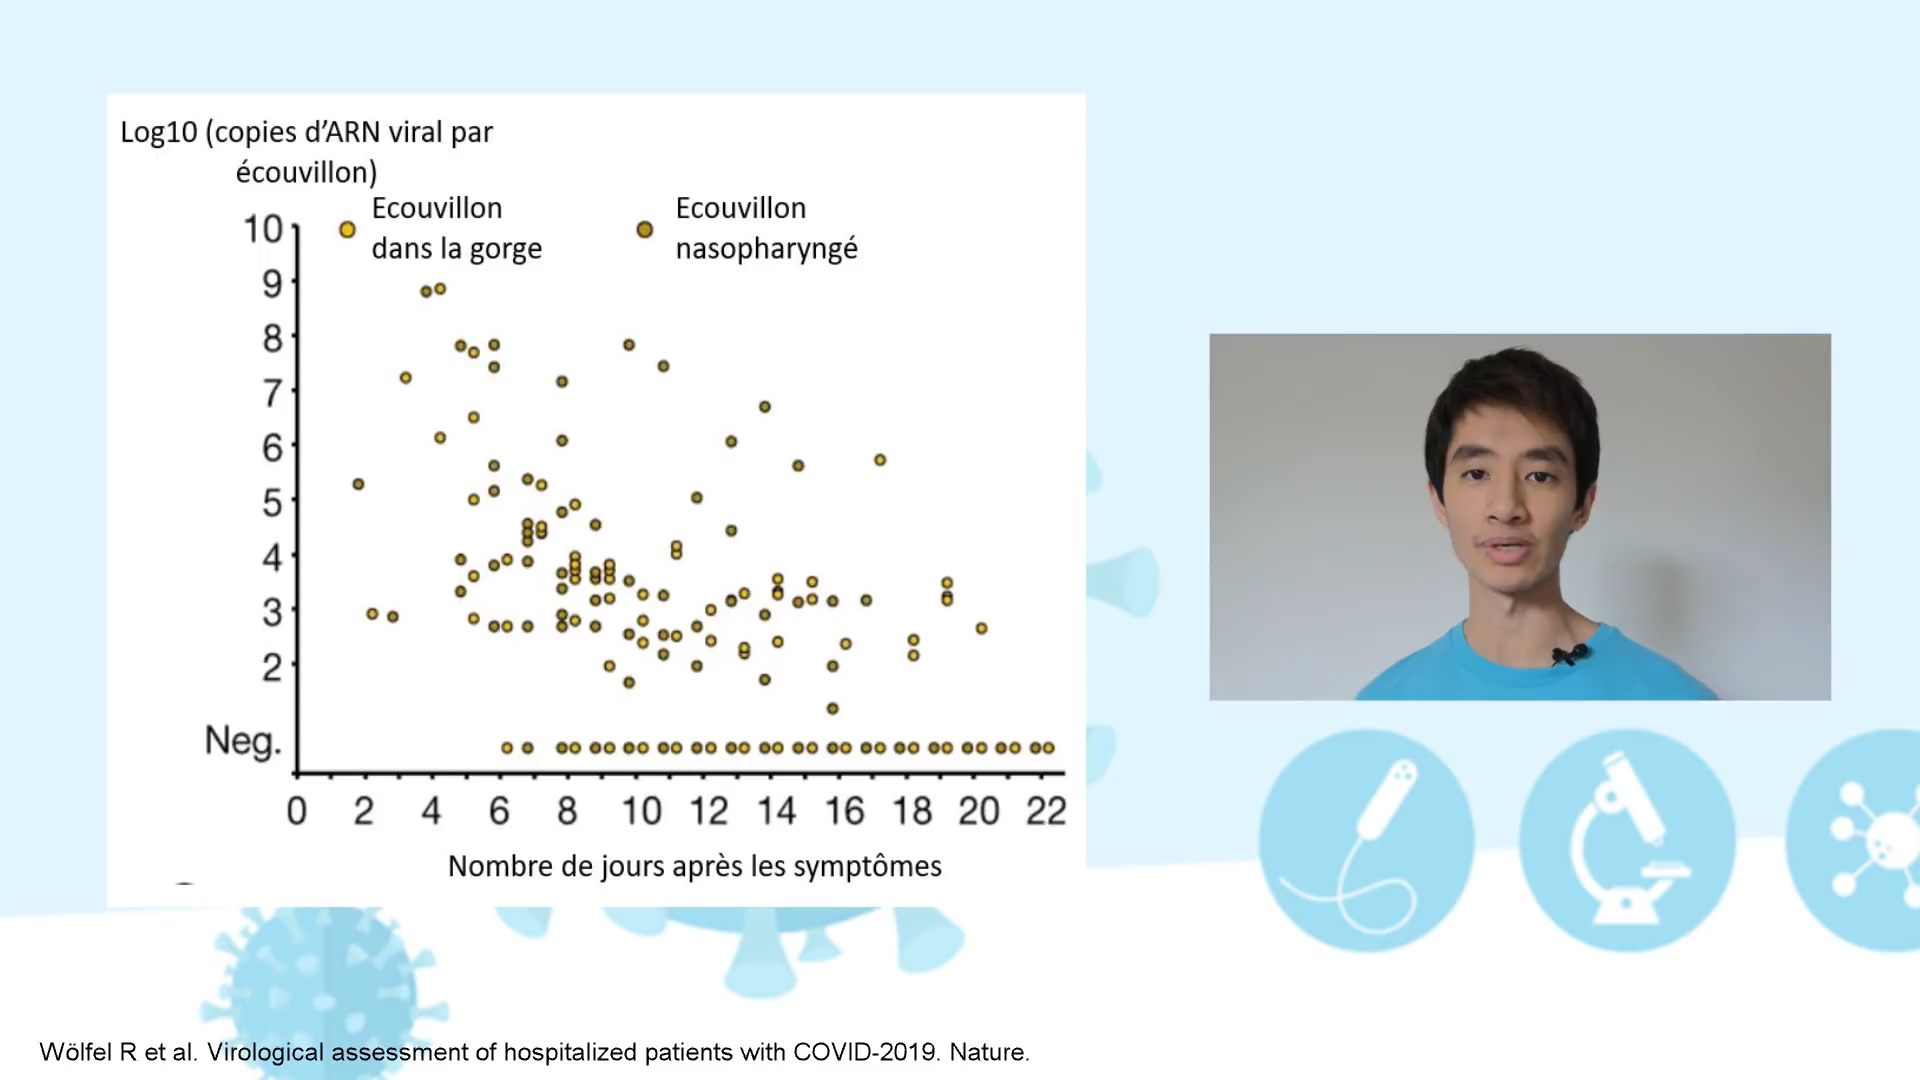 Log10 (copies d’ARN viral par
écouvillon)
Ecouvillon
dans la gorge
Ecouvillon
nasopharyngé
10
9
8
7
6
5
4
3
2
Neg.
0 2 4 6 8 10 12 14 16 18 20 22
Nombre de jours après les symptômes
Wölfel R et al. Virological assessment of hospitalized patients with COVID-2019. Nature.